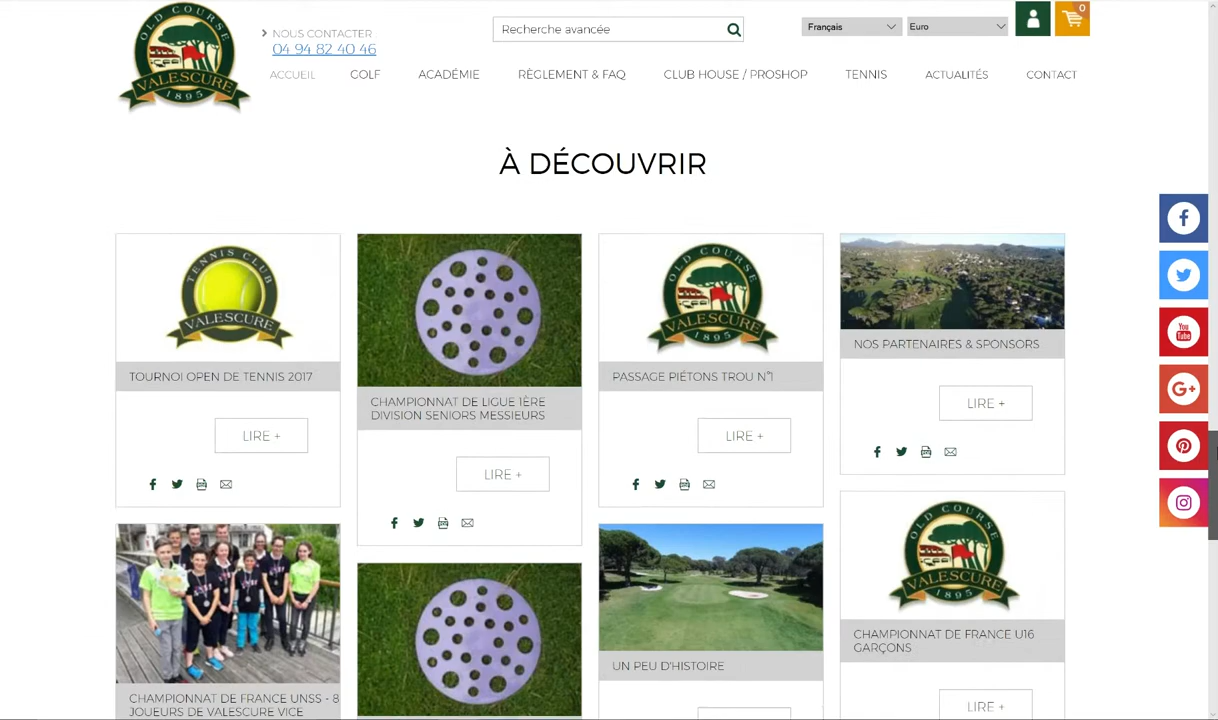 OLD COURSE
VALESCURE
1895
NOUS CONTACTER
04 94 82 40 46
Recherche avancée
Français
Euro
0
ACCUEIL
GOLF
ACADÉMIE
RÈGLEMENT & FAQ
CLUB HOUSE / PROSHOP
TENNIS
ACTUALITÉS
CONTACT
À DÉCOUVRIR
TENNIS CLUB
VALESCURE
TOURNOI OPEN DE TENNIS 2017
LIRE +
CHAMPIONNAT DE LIGUE 1ÈRE
DIVISION SENIORS MESSIEURS
LIRE +
OLD COURSE
VALESCURE
1895
PASSAGE PIÉTONS TROU N°1
LIRE +
NOS PARTENAIRES & SPONSORS
LIRE +
You
Tube
G+
CHAMPIONNAT DE FRANCE UNSS - 8
JOUEURS DE VALESCURE VICE
UN PEU D'HISTOIRE
OLD COURSE
VALESCURE
1895
CHAMPIONNAT DE FRANCE U16
GARÇONS
LIRE +